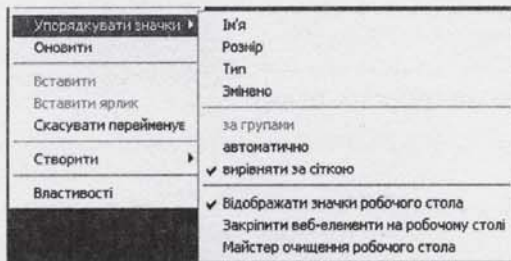 Упорядкувати значки
Оновити
Вставити
Вставити ярлик
Скасувати перейменув
Створити
Властивості
Ім'я
Розмір
Тип
Змінено
за групами
автоматично
вирівняти за сіткою
Відображати значки робочого стола
Закріпити веб-елементи на робочому столі
Майстер очищення робочого стола